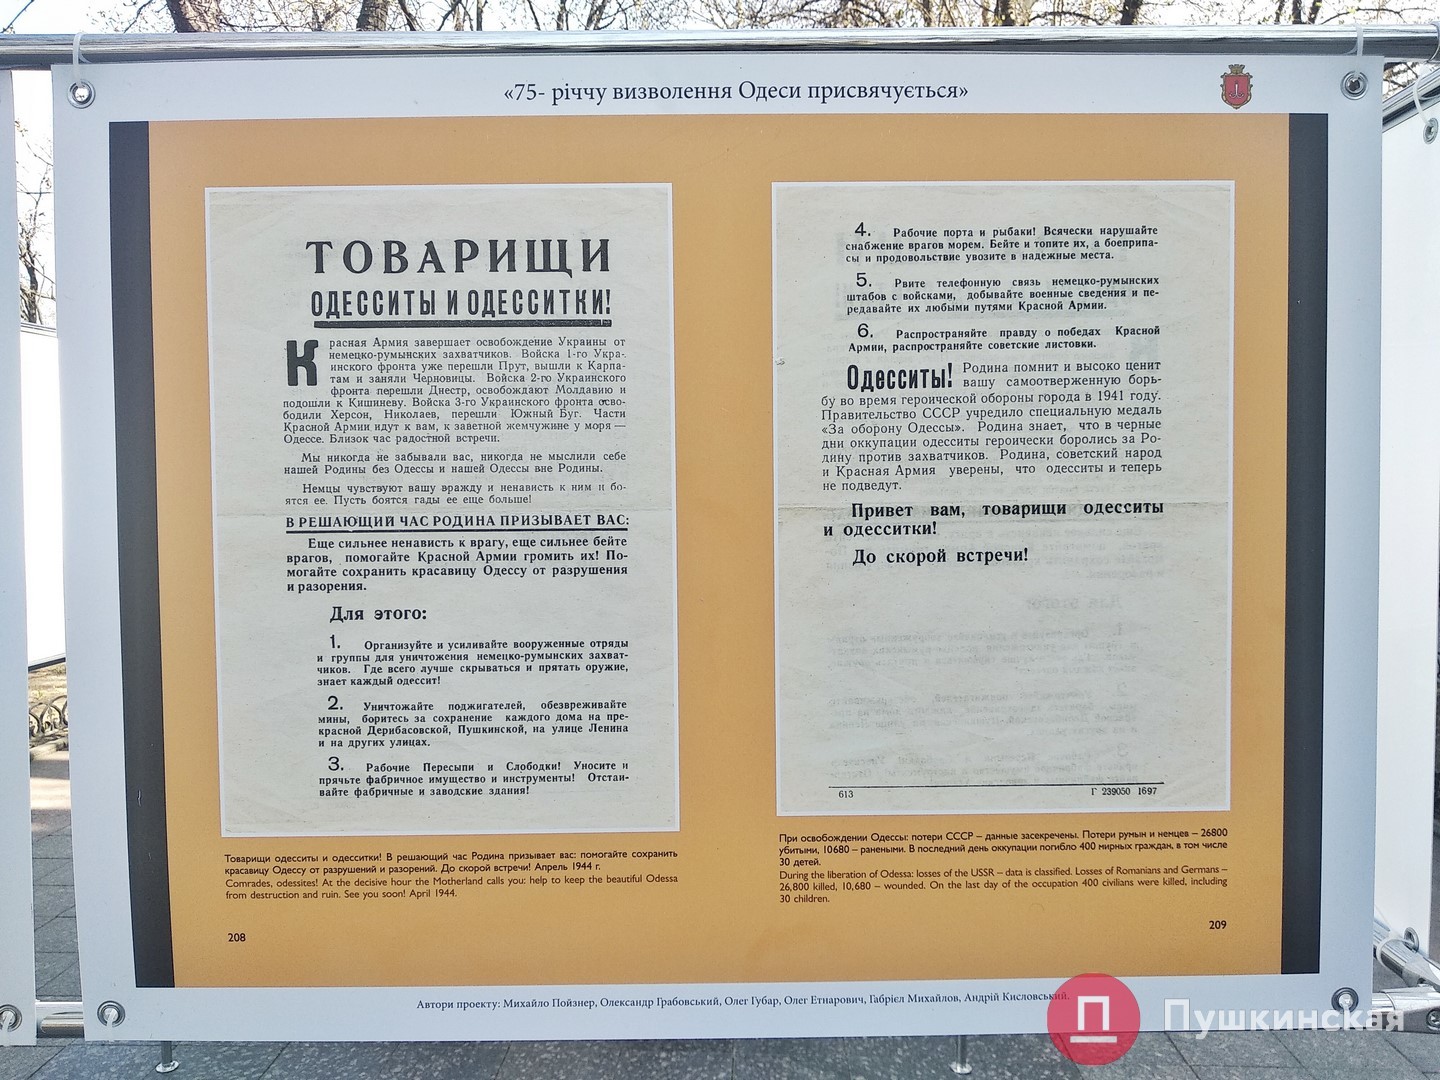 «75- річчу визволення Одеси присвячується»
ТОВАРИЩИ
ОДЕССИТЫ И ОДЕССИТКИ!
Красная Армия завершает освобождение Украины от
немецко-румынских захватчиков. Войска 1-го Укра-
инского фронта уже перешли Прут, вышли к Карпа-
там и заняли Черновицы. Войска 2-го Украинского
фронта перешли Днестр, освобождают Молдавию и
подошли к Кишиневу. Войска 3-го Украинского фронта осво-
бодили Херсон, Николаев, перешли Южный Буг. Части
Красной Армии идут к вам, к заветной жемчужине у моря —
Одессе. Близок час радостной встречи.
Мы никогда не забывали вас, никогда не мыслили себе
нашей Родины без Одессы и нашей Одессы вне Родины.
Немцы чувствуют вашу вражду и ненависть к ним и бо-
ятся ее. Пусть боятся гады ее еще больше!
В РЕШАЮЩИЙ ЧАС РОДИНА ПРИЗЫВАЕТ ВАС:
Еще сильнее ненависть к врагу, еще сильнее бейте
врагов, помогайте Красной Армии громить их! По-
могайте сохранить красавицу Одессу от разрушения
и разорения.
Для этого:
1. Организуйте и усиливайте вооруженные отряды
и группы для уничтожения немецко-румынских захват-
чиков. Где всего лучше скрываться и прятать оружие,
знает каждый одессит!
2. Уничтожайте поджигателей, обезвреживайте
мины, боритесь за сохранение каждого дома на пре-
красной Дерибасовской, Пушкинской, на улице Ленина
и на других улицах.
3. Рабочие Пересыпи и Слободки! Уносите и
прячьте фабричное имущество и инструменты! Отстаи-
вайте фабричные и заводские здания!
4. Рабочие порта и рыбаки! Всячески нарушайте
снабжение врагов морем. Бейте и топите их, а боеприпа-
сы и продовольствие увозите в надежные места.
5. Рвите телефонную связь немецко-румынских
штабов с войсками, добывайте военные сведения и пе-
редавайте их любыми путями Красной Армии.
6. Распространяйте правду о победах Красной
Армии, распространяйте советские листовки.
Одесситы! Родина помнит и высоко ценит
вашу самоотверженную борь-
бу во время героической обороны города в 1941 году.
Правительство СССР учредило специальную медаль
«За оборону Одессы». Родина знает, что в черные
дни оккупации одесситы героически боролись за Ро-
дину против захватчиков. Родина, советский народ
и Красная Армия уверены, что одесситы и теперь
не подведут.
Привет вам, товарищи одесситы
и одесситки!
До скорой встречи!
613 Г 239050 1697
Товарищи одесситы и одесситки! В решающий час Родина призывает вас: помогайте сохранить
красавицу Одессу от разрушений и разорений. До скорой встречи! Апрель 1944 г.
Comrades, odessites! At the decisive hour the Motherland calls you: help to keep the beautiful Odessa
from destruction and ruin. See you soon! April 1944.
208
При освобождении Одессы: потери СССР – данные засекречены. Потери румын и немцев – 26800
убитыми, 10680 – ранеными. В последний день оккупации погибло 400 мирных граждан, в том числе
30 детей.
During the liberation of Odessa: losses of the USSR – data is classified. Losses of Romanians and Germans –
26,800 killed, 10,680 – wounded. On the last day of the occupation 400 civilians were killed, including
30 children.
209
Автори проекту: Михайло Пойзнер, Олександр Грабовський, Олег Губар, Олег Етнарович, Габрієл Михайлов, Андрій Кисловський.
Пушкинская